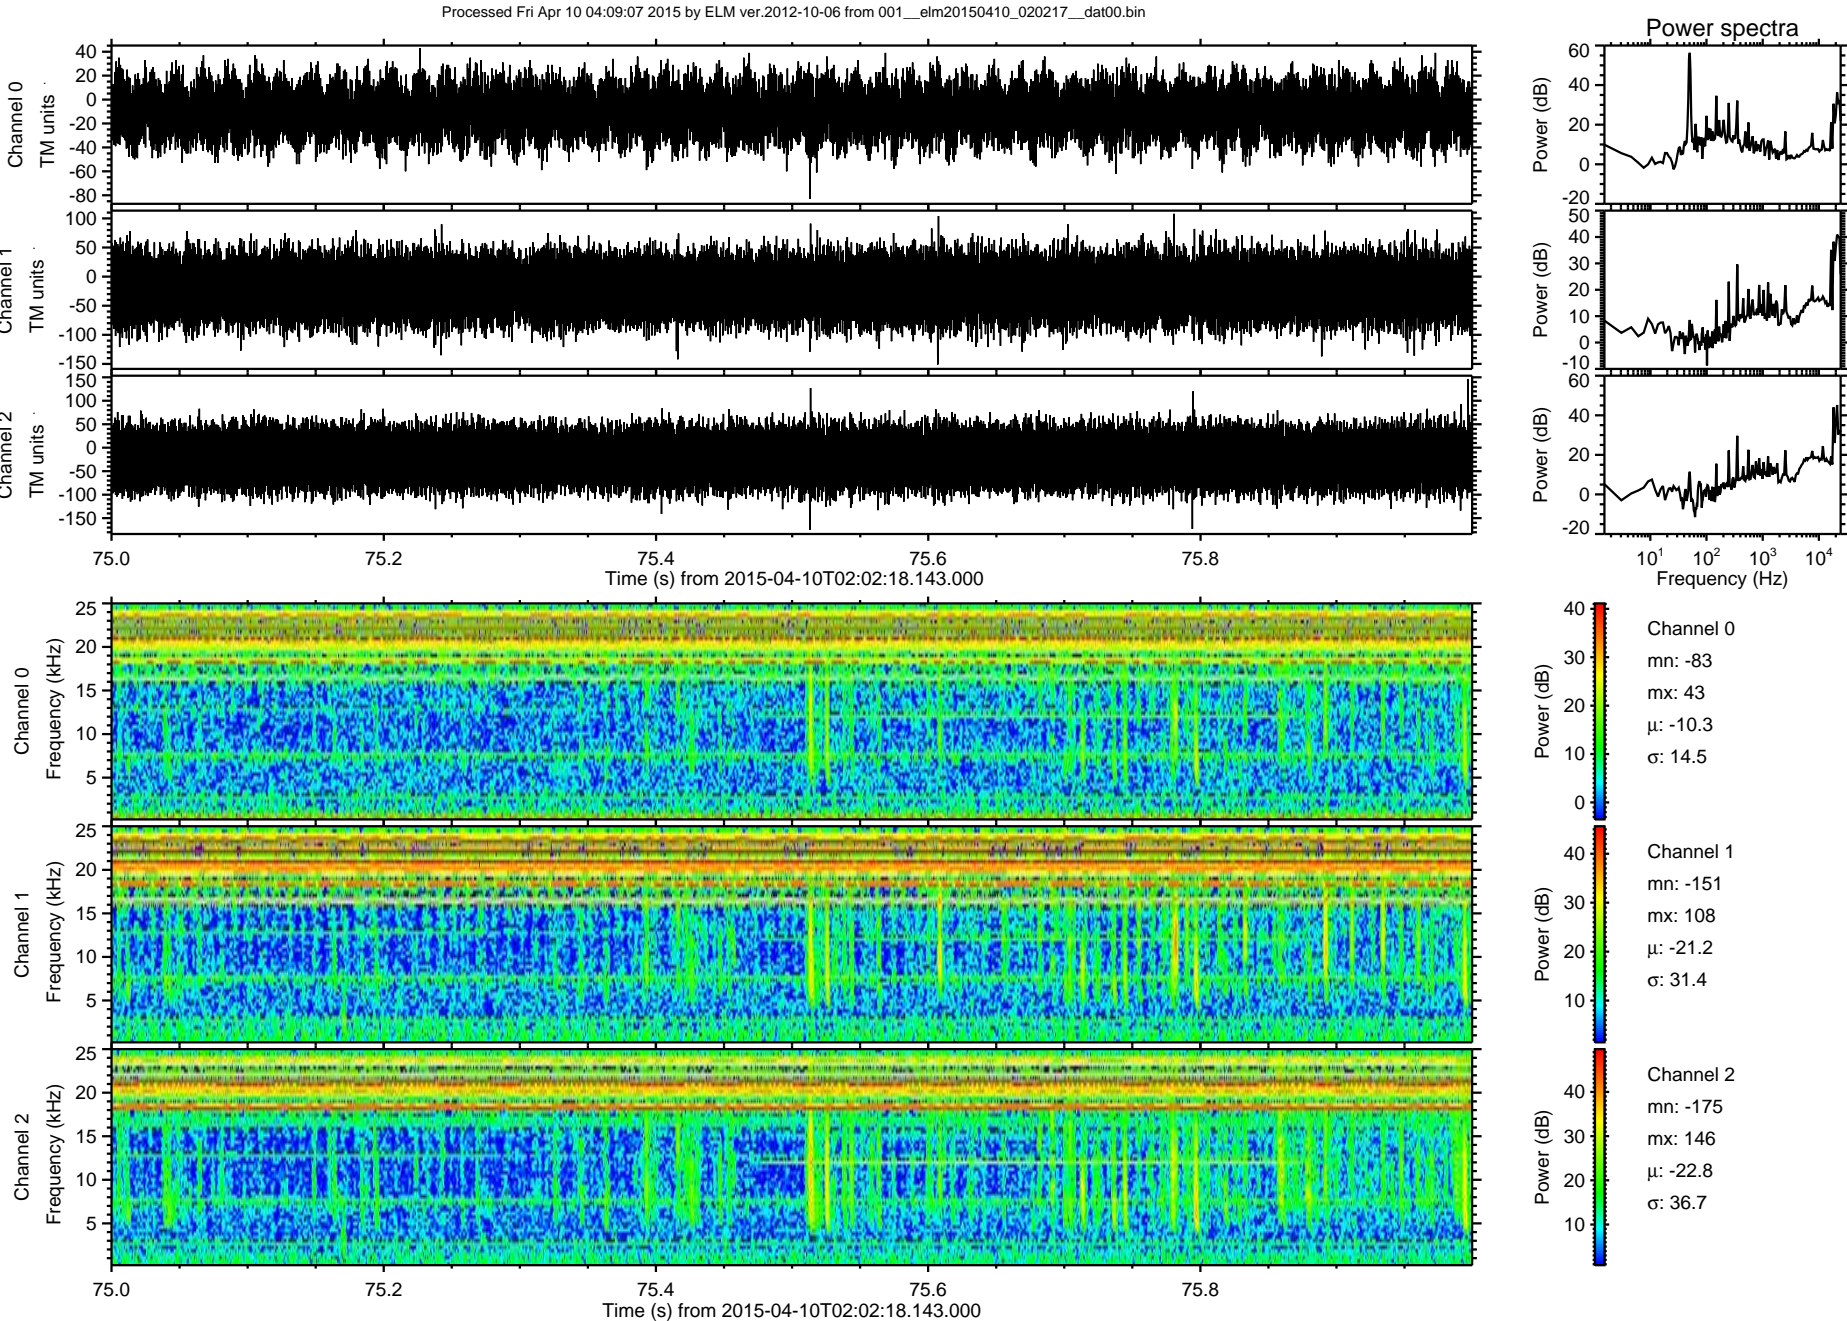 Processed Fri Apr 10 04:09:07 2015 by ELM ver.2012-10-06 from 001__elm20150410_020217__dat00.bin
Power spectra
Channel 0
TM units
40
20
0
-20
-40
-60
-80
Power (dB)
60
40
20
0
-20
Channel 1
TM units
100
50
0
-50
-100
-150
Power (dB)
50
40
30
20
10
0
-10
Channel 2
TM units
150
100
50
0
-50
-100
-150
Power (dB)
60
40
20
0
-20
75.0 75.2 75.4 75.6 75.8
Time (s) from 2015-04-10T02:02:18.143.000
10¹ 10² 10³ 10⁴
Frequency (Hz)
Channel 0
Frequency (kHz)
25
20
15
10
5
Power (dB)
40
30
20
10
0
Channel 0
mn: -83
mx: 43
μ: -10.3
σ: 14.5
Channel 1
Frequency (kHz)
25
20
15
10
5
Power (dB)
40
30
20
10
Channel 1
mn: -151
mx: 108
μ: -21.2
σ: 31.4
Channel 2
Frequency (kHz)
25
20
15
10
5
Power (dB)
40
30
20
10
Channel 2
mn: -175
mx: 146
μ: -22.8
σ: 36.7
75.0 75.2 75.4 75.6 75.8
Time (s) from 2015-04-10T02:02:18.143.000